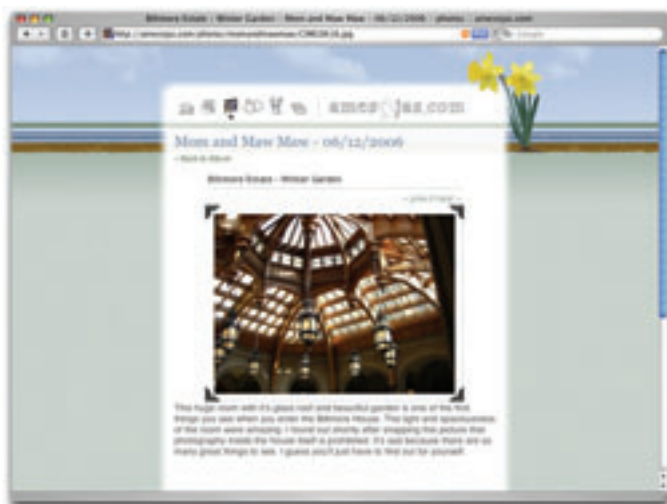 Biltmore Estate - Winter Garden - Mom and Maw Maw - 06/12/2006 - photos - amesnjas.com
Google
amesnjas.com
Mom and Maw Maw - 06/12/2006
Biltmore Estate - Winter Garden
This huge room with it's glass roof and beautiful garden is one of the first
things you see when you enter the Biltmore House. The light and spaciousness
of the room were amazing. I found out shortly after snapping this picture that
photography inside the house itself is prohibited. It's sad because there are so
many great things to see. I guess you'll just have to find out for yourself.